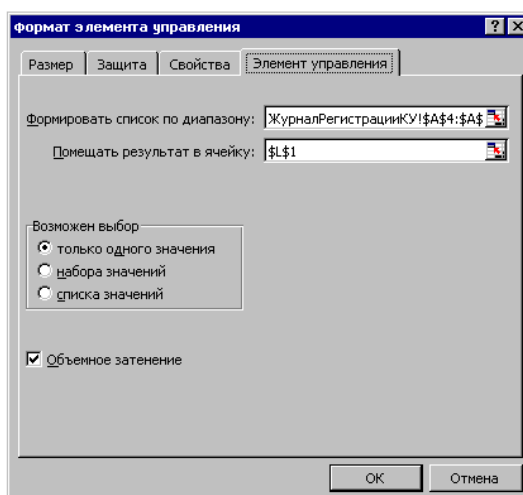 Формат элемента управления
Размер Защита Свойства Элемент управления
Формировать список по диапазону: ЖурналРегистрацииКУ!$A$4:$A$
Помещать результат в ячейку: $L$1
Возможен выбор
только одного значения
набора значений
списка значений
Объемное затенение
ОК Отмена